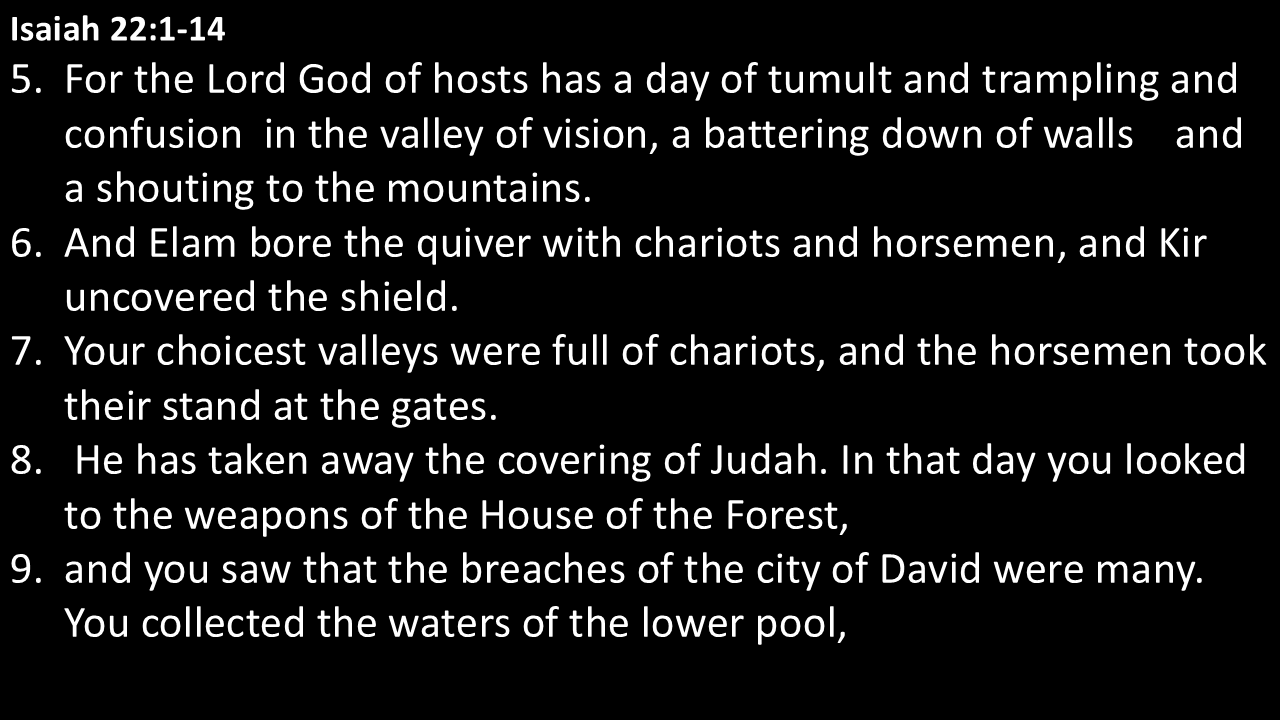 Isaiah 22:1-14
5. For the Lord God of hosts has a day of tumult and trampling and
confusion  in the valley of vision, a battering down of walls    and
a shouting to the mountains.
6. And Elam bore the quiver with chariots and horsemen, and Kir
uncovered the shield.
7. Your choicest valleys were full of chariots, and the horsemen took
their stand at the gates.
8.  He has taken away the covering of Judah. In that day you looked
to the weapons of the House of the Forest,
9. and you saw that the breaches of the city of David were many.
You collected the waters of the lower pool,